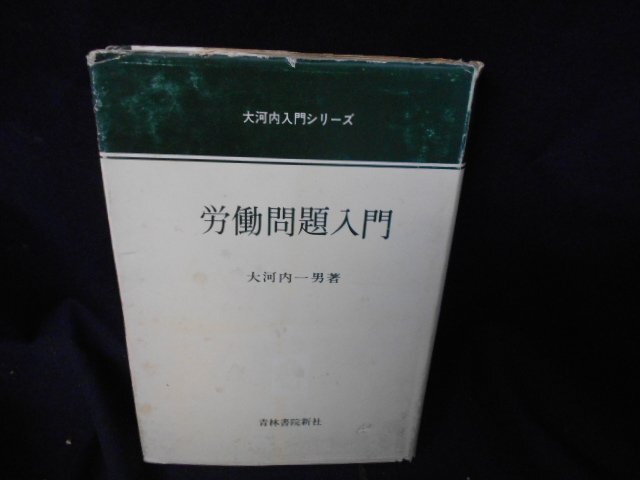 大河内入門シリーズ
労働問題入門
大河内一男著
青林書院新社